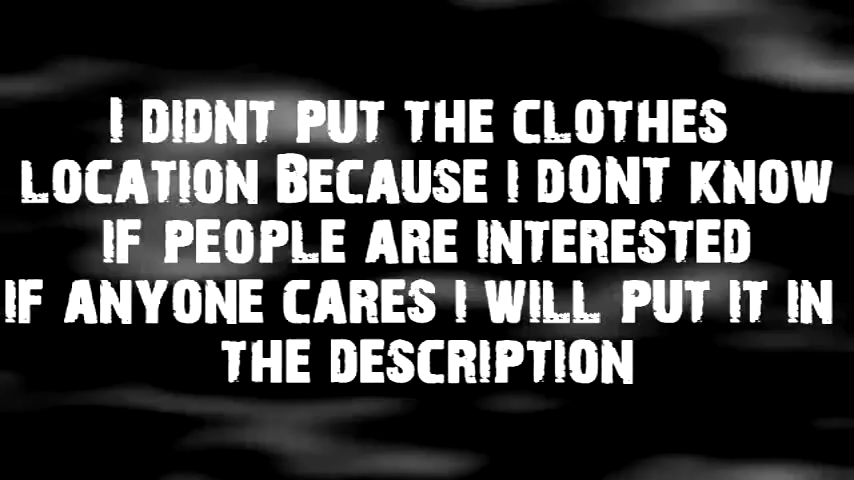 I DIDNT PUT THE CLOTHES
LOCATION BECAUSE I DONT KNOW
IF PEOPLE ARE INTERESTED
IF ANYONE CARES I WILL PUT IT IN
THE DESCRIPTION